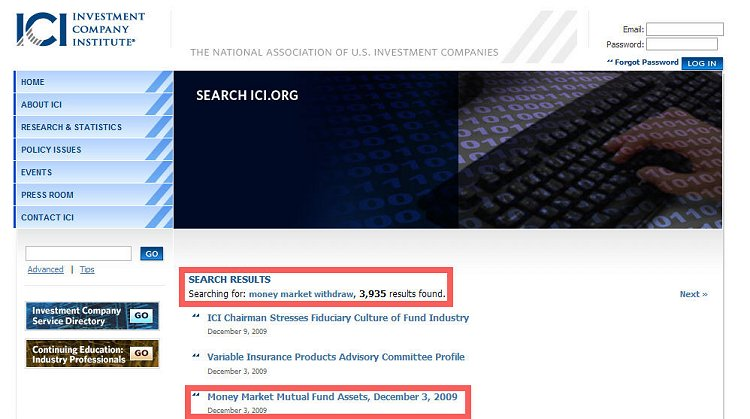 ICI INVESTMENT
COMPANY
INSTITUTE®
THE NATIONAL ASSOCIATION OF U.S. INVESTMENT COMPANIES
Email:
Password:
Forgot Password LOG IN
HOME
ABOUT ICI
RESEARCH & STATISTICS
POLICY ISSUES
EVENTS
PRESS ROOM
CONTACT ICI
SEARCH ICI.ORG
GO
Advanced | Tips
Investment Company
Service Directory GO
Continuing Education:
Industry Professionals GO
SEARCH RESULTS
Searching for: money market withdraw, 3,935 results found.
Next »
ICI Chairman Stresses Fiduciary Culture of Fund Industry
December 9, 2009
Variable Insurance Products Advisory Committee Profile
December 3, 2009
Money Market Mutual Fund Assets, December 3, 2009
December 3, 2009